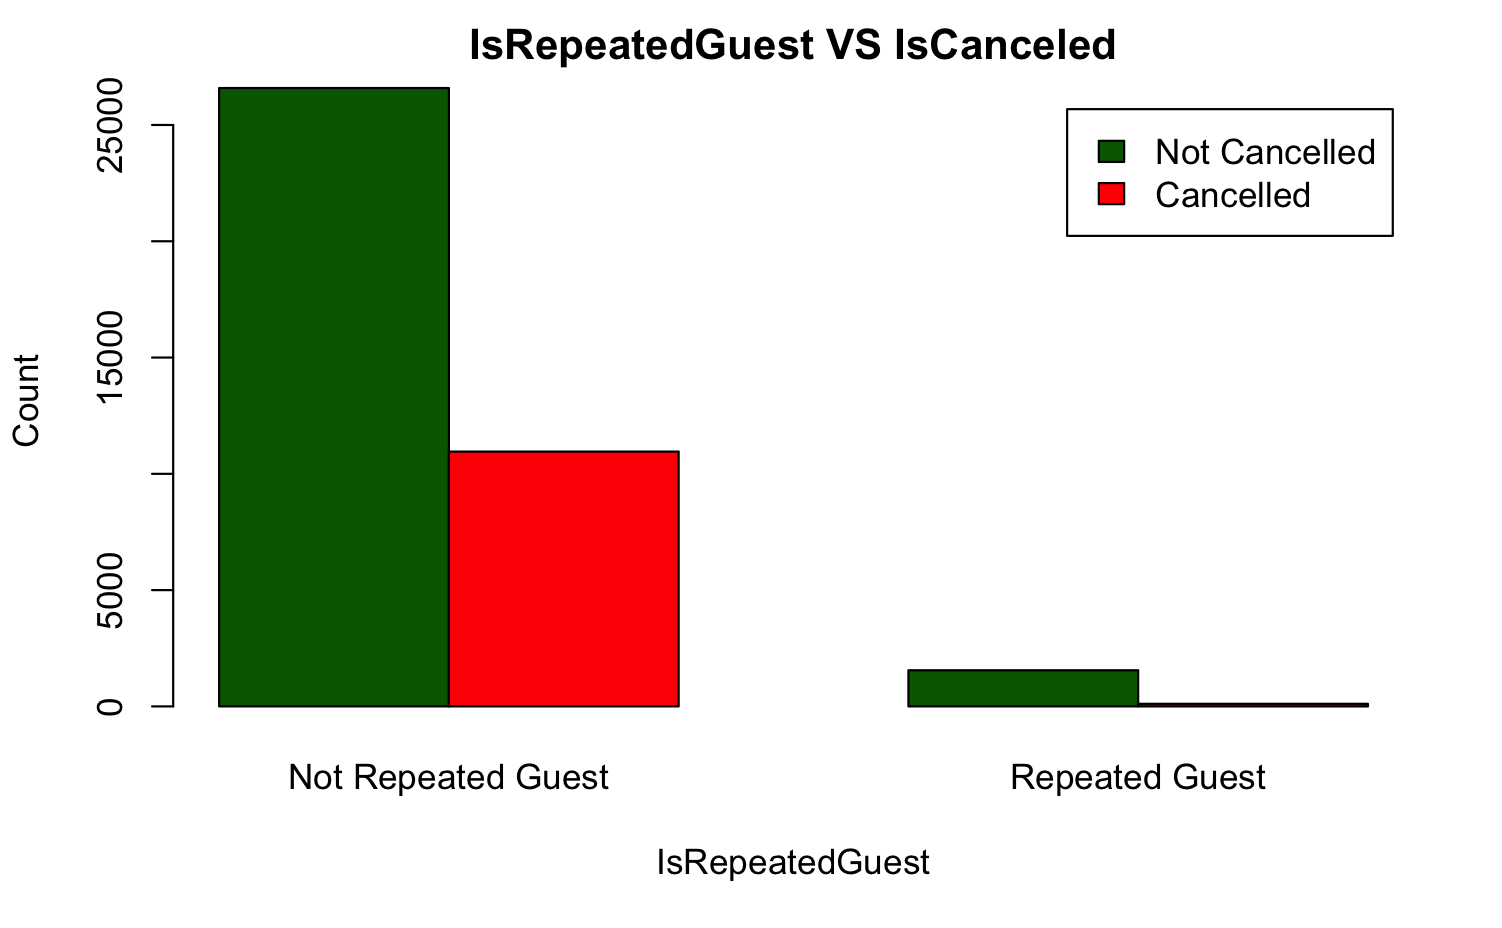 IsRepeatedGuest VS IsCanceled
Not Cancelled
Cancelled
Count
25000
15000
5000
0
Not Repeated Guest
Repeated Guest
IsRepeatedGuest